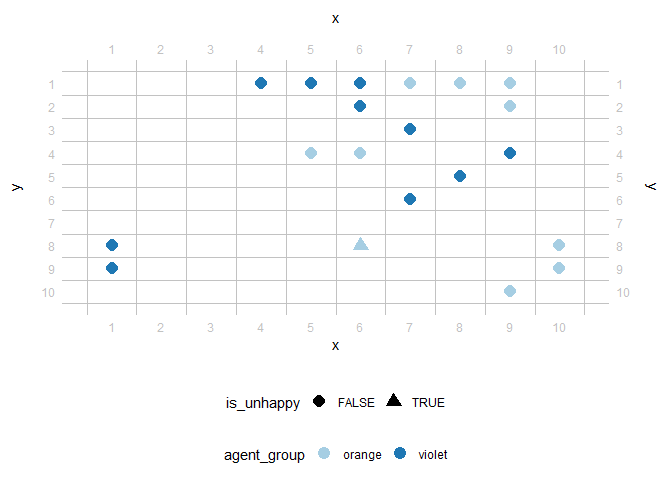 x
1 2 3 4 5 6 7 8 9 10
1 1
2 2
3 3
4 4
y 5 5 y
6 6
7 7
8 8
9 9
10 10
1 2 3 4 5 6 7 8 9 10
x
is_unhappy FALSE TRUE
agent_group orange violet